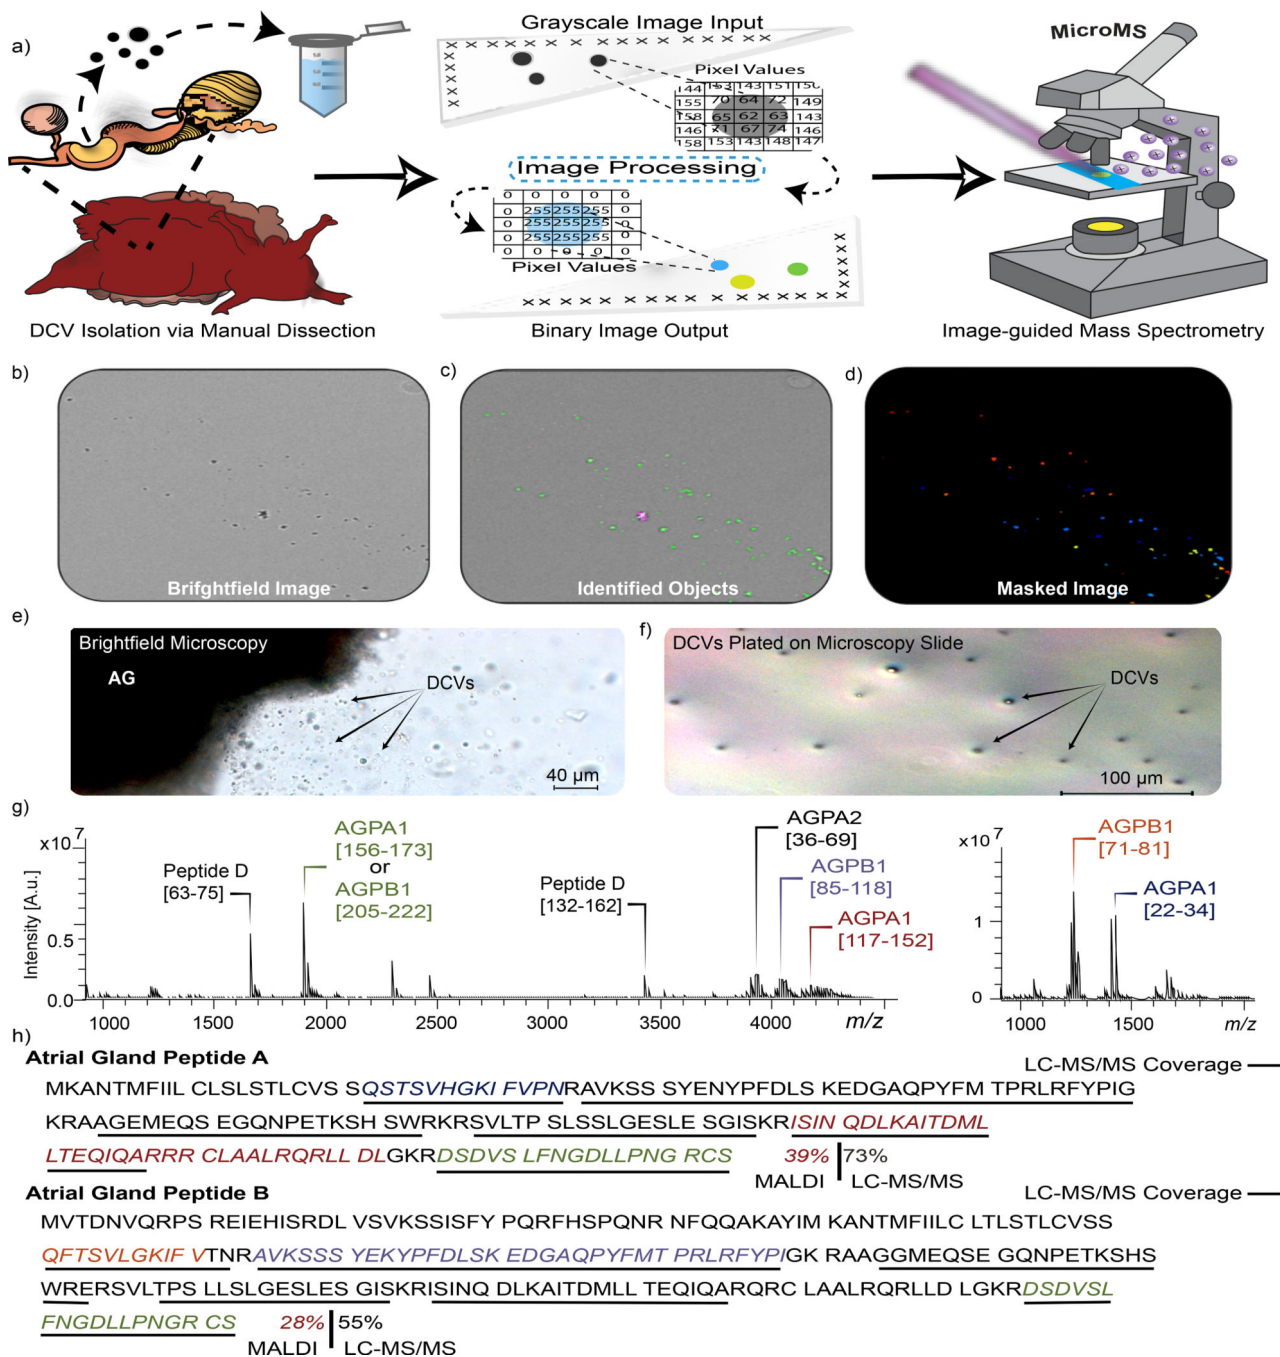 a)
Grayscale Image Input
MicroMS
Pixel Values
144 153 143 151 150
155 70 64 72 149
158 65 62 63 143
146 71 67 74 146
158 153 143 148 147
Image Processing
0 0 0 0 0
0 255 255 255 0
0 255 255 255 0
0 255 255 255 0
0 0 0 0 0
Pixel Values
DCV Isolation via Manual Dissection
Binary Image Output
Image-guided Mass Spectrometry
b)
Brifghtfield Image
c)
Identified Objects
d)
Masked Image
e)
Brightfield Microscopy
AG
DCVs
40 µm
f)
DCVs Plated on Microscopy Slide
DCVs
100 µm
g)
x10 7
Intensity [A.u.]
0.5
0.0
Peptide D
[63-75]
AGPA1
[156-173]
or
AGPB1
[205-222]
Peptide D
[132-162]
AGPA2
[36-69]
AGPB1
[85-118]
AGPA1
[117-152]
1000 1500 2000 2500 3000 3500 4000 m/z
x10 7
1
0
AGPB1
[71-81]
AGPA1
[22-34]
1000 1500 m/z
h)
Atrial Gland Peptide A
LC-MS/MS Coverage
MKANTMFIIL CLSLSTLCVS SQSTSVHGKI FVPNRAVKSS SYENYPFDLS KEDGAQPYFM TPRLRFYPIG
KRAAGEMEQS EGQNPETKSH SWRKRSVLTP SLSSLGESLE SGISKRISIN QDLKAITDML
LTEQIQARRR CLAALRQRLL DLGKRDSDVS LFNGDLLPNG RCS
39% 73%
MALDI LC-MS/MS
Atrial Gland Peptide B
LC-MS/MS Coverage
MVTDNVQRPS REIEHISRDL VSVKSSISFY PQRFHSPQNR NFQQAKAYIM KANTMFIILC LTLSTLCVSS
QFTSVLGKIF VTNRAVKSSS YEKYPFDLSK EDGAQPYFMT PRLRFYPIGK RAAGGMEQSE GQNPETKSHS
WRERSVLTPS LLSLGESLES GISKRISINQ DLKAITDMLL TEQIQARQRC LAALRQRLLD LGKRDSDVSL
FNGDLLPNGR CS
28% 55%
MALDI LC-MS/MS